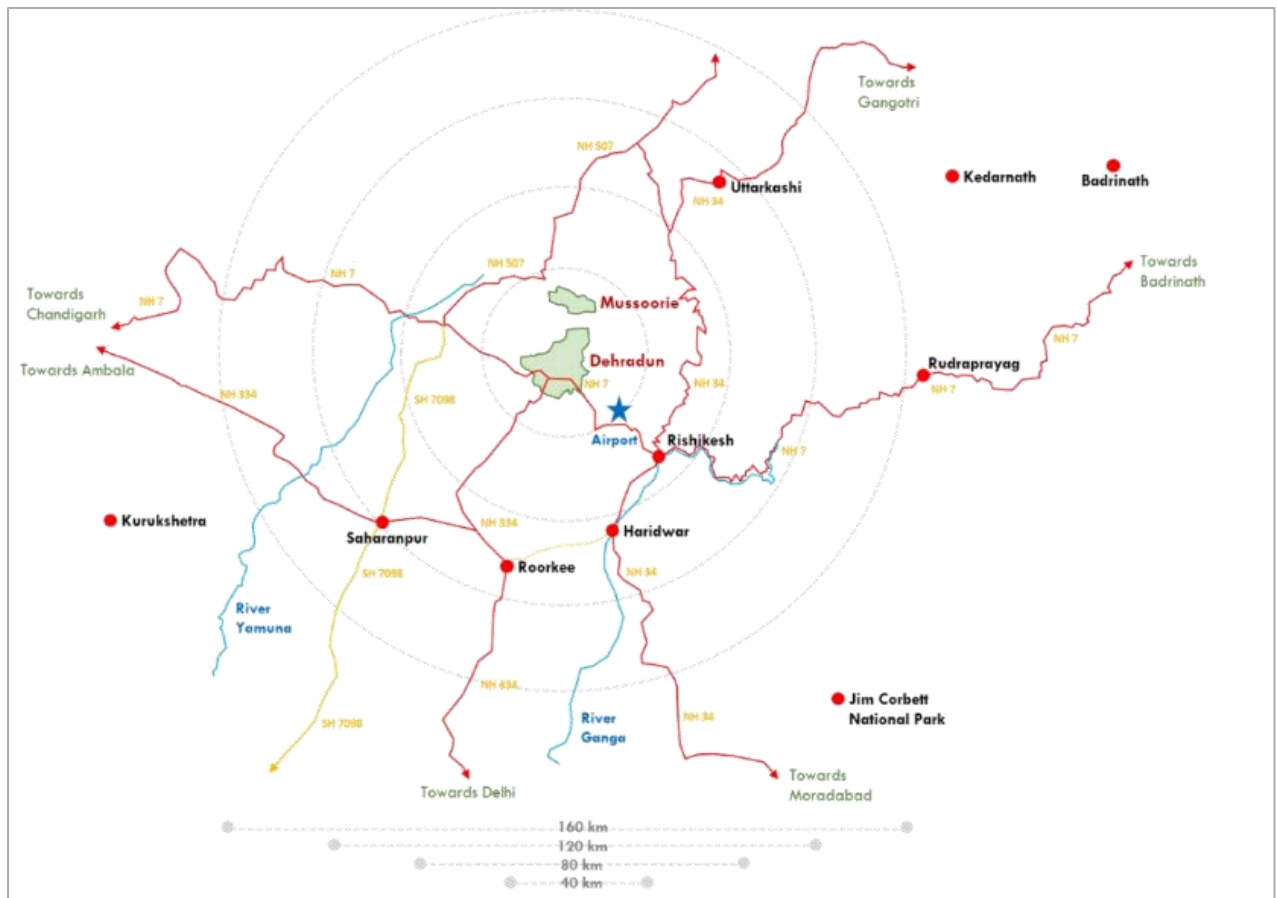 Towards
Gangotri
NH 507
Kedarnath
Badrinath
Uttarkashi
NH 34
NH 507
NH 7
Towards
Badrinath
Towards
Chandigarh
NH 7
Mussoorie
NH 7
Towards Ambala
Dehradun
Rudraprayag
NH 7
NH 34
NH 7
NH 334
SH 7098
Airport
Rishikesh
NH 7
Kurukshetra
Saharanpur
NH 334
Haridwar
Roorkee
SH 7098
NH 34
River
Yamuna
NH 334
Jim Corbett
National Park
River
Ganga
NH 34
SH 7098
Towards Delhi
Towards
Moradabad
160 km
120 km
80 km
40 km